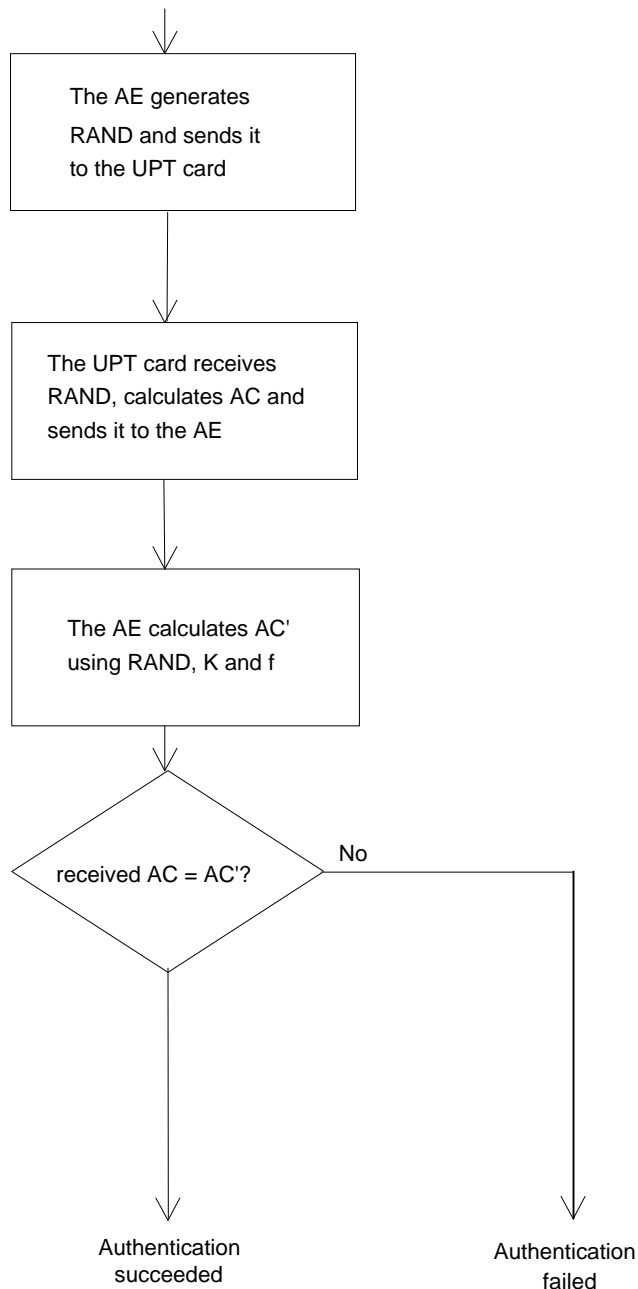 The AE generates
RAND and sends it
to the UPT card
The UPT card receives
RAND, calculates AC and
sends it to the AE
The AE calculates AC'
using RAND, K and f
received AC = AC'?
No
Authentication
succeeded
Authentication
failed